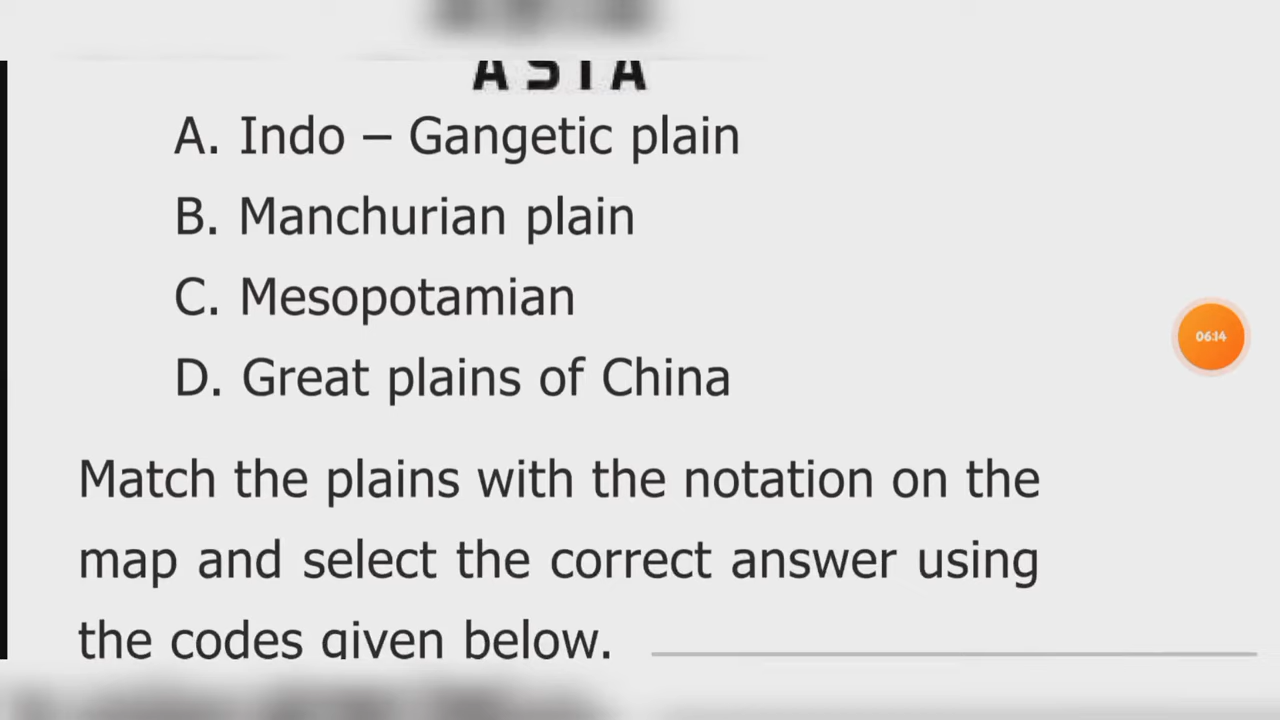 ASIA
A. Indo – Gangetic plain
B. Manchurian plain
C. Mesopotamian
D. Great plains of China
06:14
Match the plains with the notation on the
map and select the correct answer using
the codes given below.